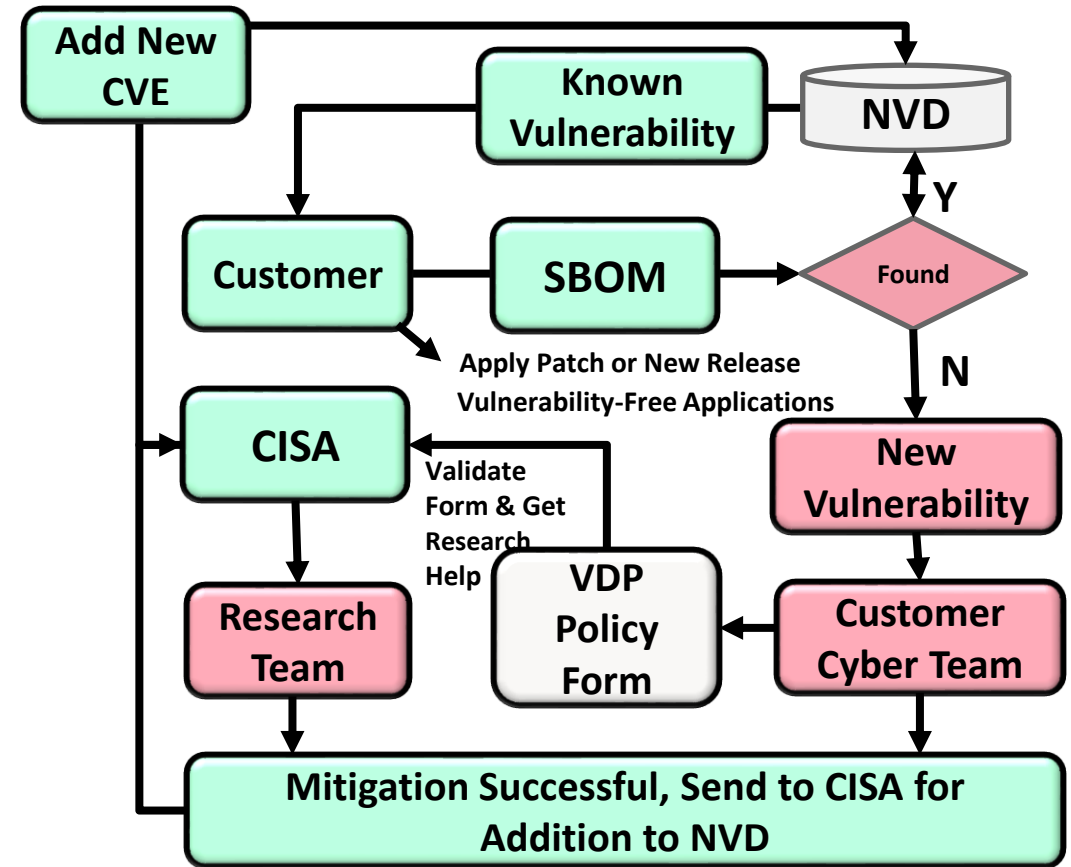 Add New
CVE
Known
Vulnerability
NVD
Y
Customer
SBOM
Found
Apply Patch or New Release
Vulnerability-Free Applications
N
CISA
Validate
Form & Get
Research
Help
New
Vulnerability
Research
Team
VDP
Policy
Form
Customer
Cyber Team
Mitigation Successful, Send to CISA for
Addition to NVD